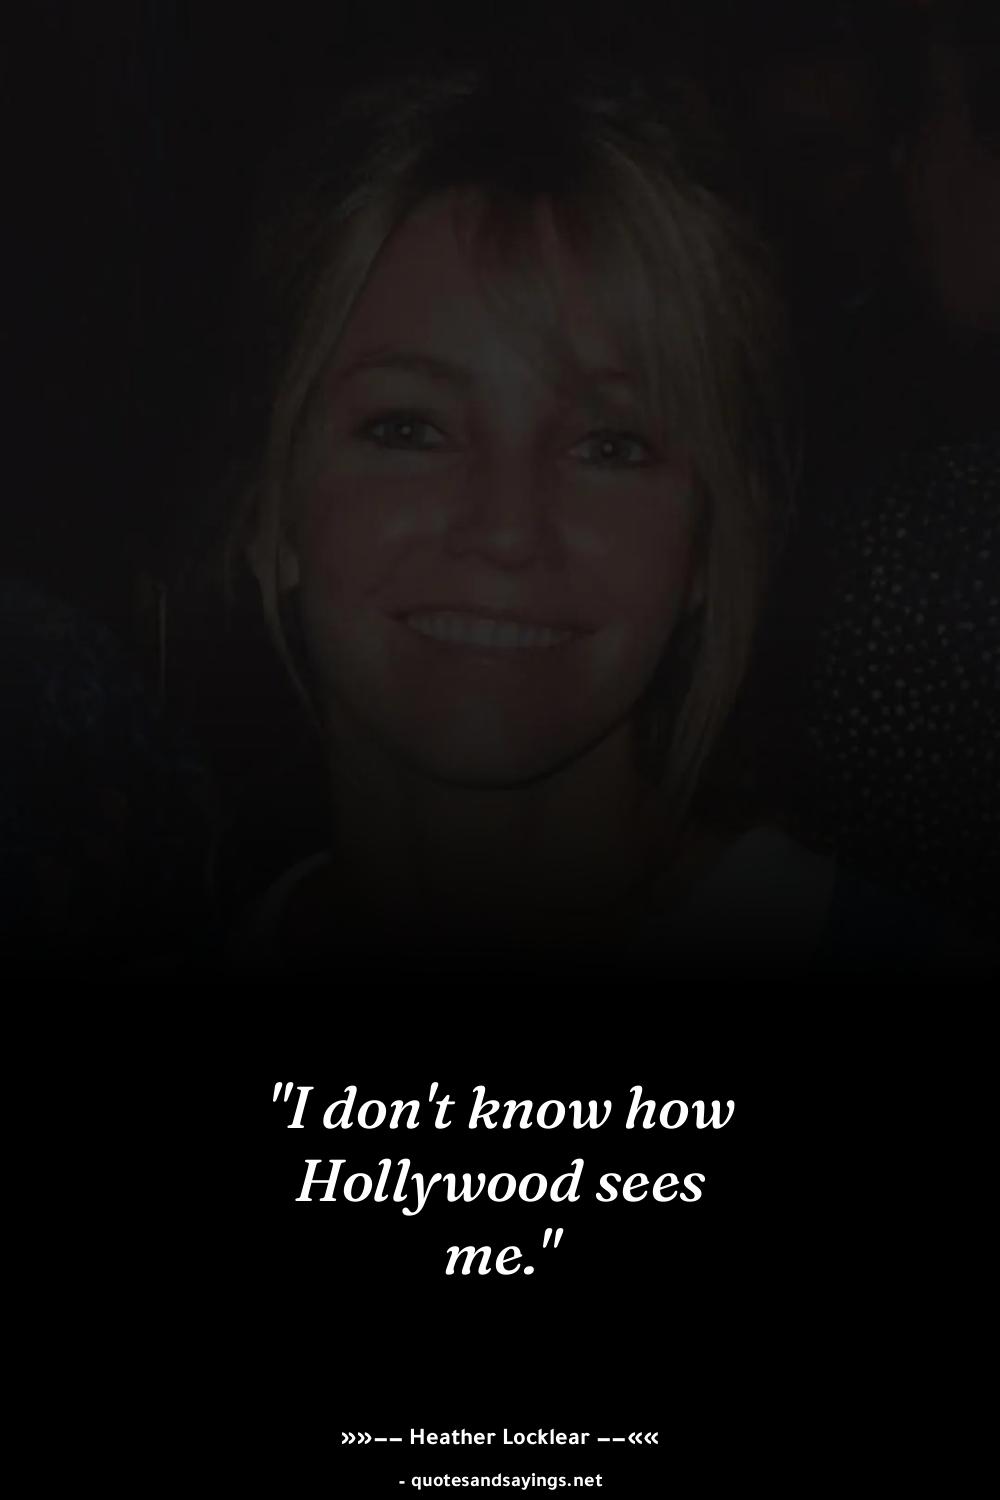 "I don't know how
Hollywood sees
me."
»»–– Heather Locklear ––««
- quotesandsayings.net